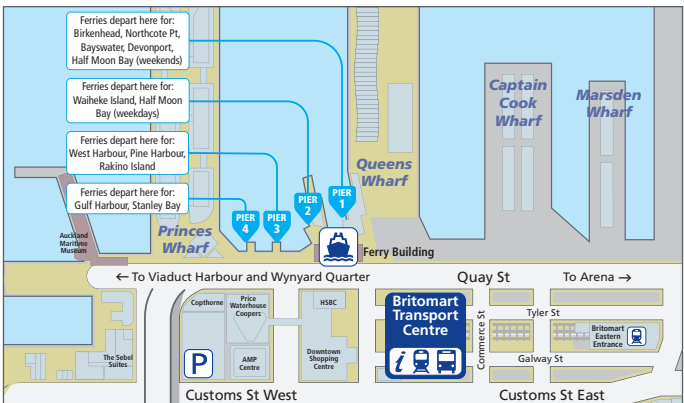 Ferries depart here for:
Birkenhead, Northcote Pt,
Bayswater, Devonport,
Half Moon Bay (weekends)
Ferries depart here for:
Waiheke Island, Half Moon
Bay (weekdays)
Ferries depart here for:
West Harbour, Pine Harbour,
Rakino Island
Ferries depart here for:
Gulf Harbour, Stanley Bay
Captain
Cook
Wharf
Marsden
Wharf
Queens
Wharf
PIER
1
PIER
2
PIER
3
PIER
4
Princes
Wharf
Auckland
Maritime
Museum
Ferry Building
← To Viaduct Harbour and Wynyard Quarter
Quay St
To Arena →
Copthorne
Price
Waterhouse
Coopers
HSBC
Britomart
Transport
Centre
i
Commerce St
Tyler St
Britomart
Eastern
Entrance
Galway St
The Sebel
Suites
P
AMP
Centre
Downtown
Shopping
Centre
Customs St West
Customs St East